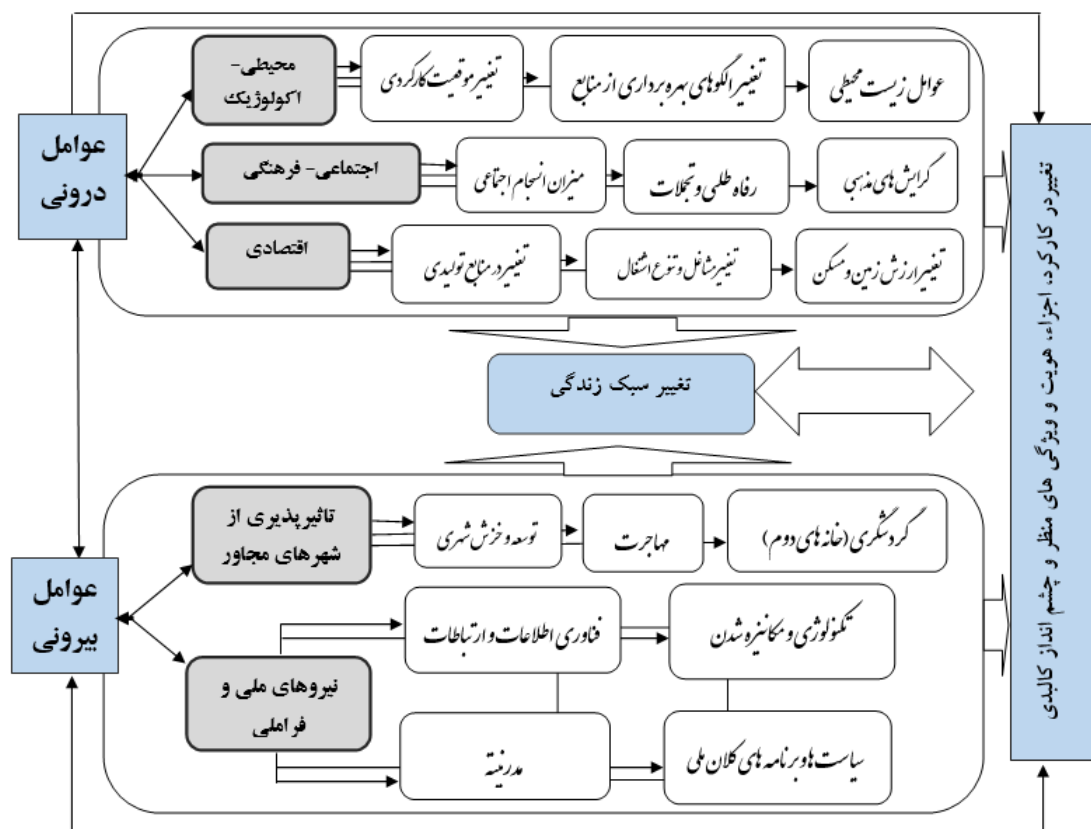 عوامل
درونی
محیطی-
اکولوژیک
تغییر موقعیت کارکردی
تغییر الگوهای بهره برداری از منابع
عوامل زیست محیطی
اجتماعی- فرهنگی
میزان انسجام اجتماعی
رفاه طلبی و تجملات
گرایش های مذهبی
اقتصادی
تغییر در منابع تولیدی
تغییر مشاغل و تنوع اشتغال
تغییر ارزش زمین و مسکن
تغییر سبک زندگی
تغییر در کارکرد، اجزاء، هویت و ویژگی های منظر و چشم انداز کالبدی
عوامل
بیرونی
تاثیرپذیری از
شهرهای مجاور
توسعه و خزش شهری
مهاجرت
گردشگری (خانه های دوم)
نیروهای ملی و
فراملی
فناوری اطلاعات و ارتباطات
تکنولوژی و مکانیزه شدن
مدرنیته
سیاست ها و برنامه های کلان ملی